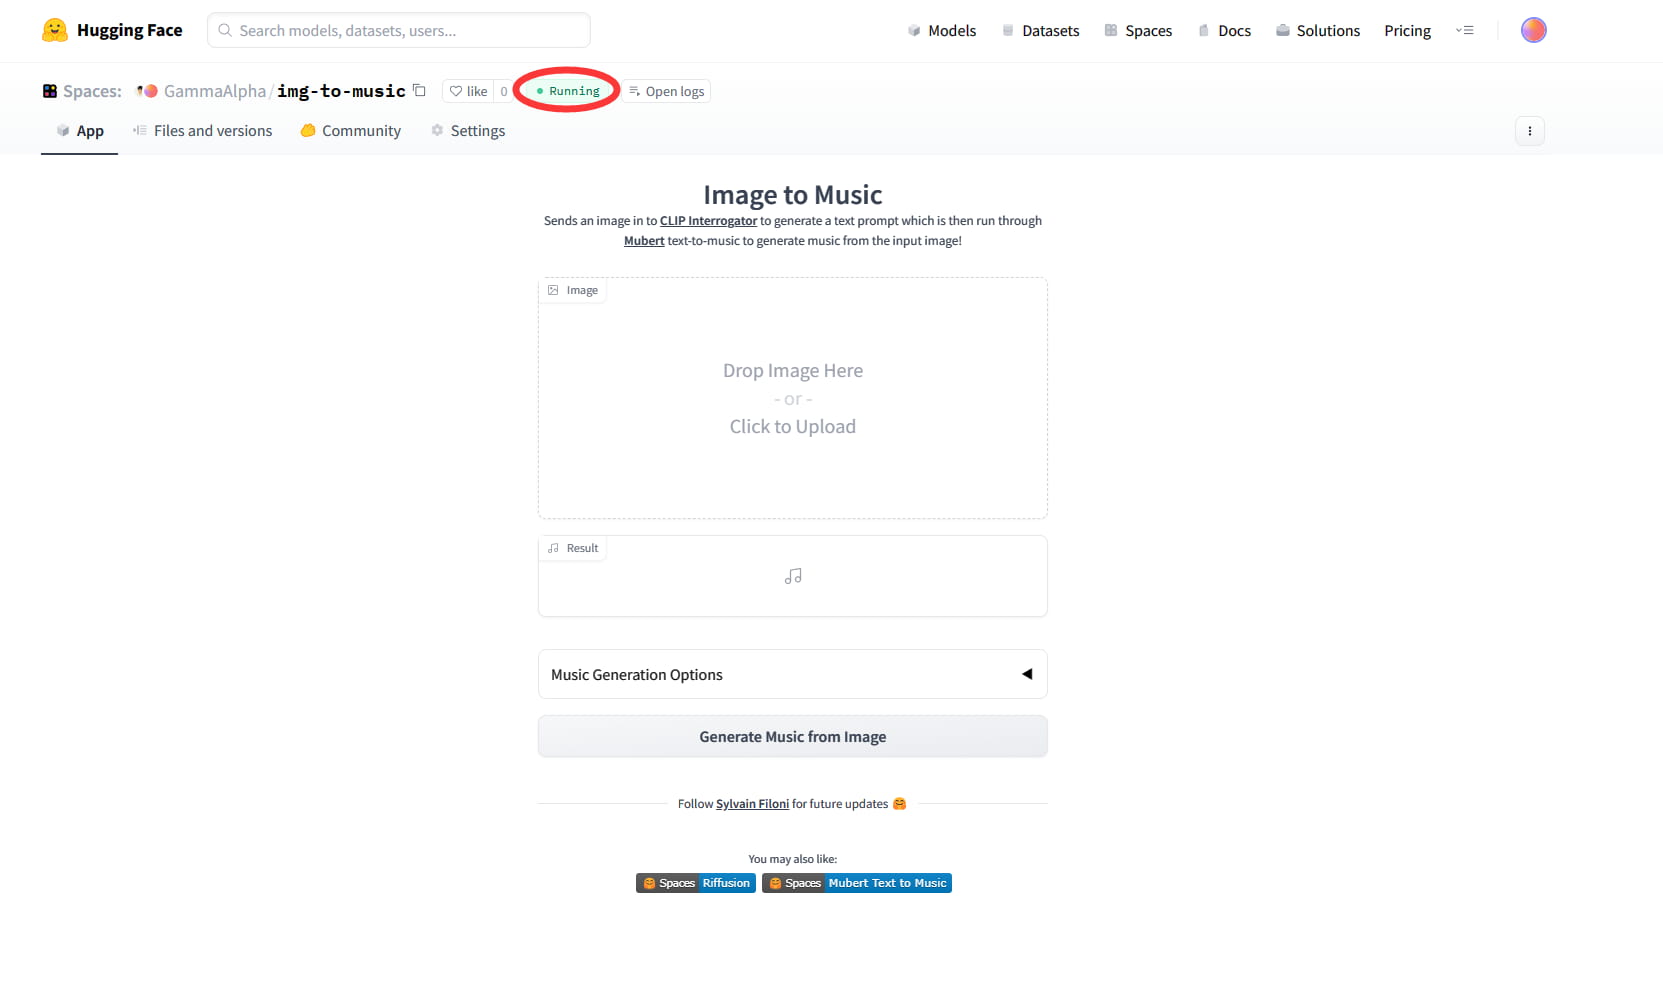 Hugging Face
Search models, datasets, users...
Models
Datasets
Spaces
Docs
Solutions
Pricing
Spaces: GammaAlpha/img-to-music
like 0
Running
Open logs
App
Files and versions
Community
Settings
Image to Music
Sends an image in to CLIP Interrogator to generate a text prompt which is then run through
Mubert text-to-music to generate music from the input image!
Image
Drop Image Here
- or -
Click to Upload
Result
Music Generation Options
Generate Music from Image
Follow Sylvain Filoni for future updates 🤗
You may also like:
Spaces Riffusion
Spaces Mubert Text to Music